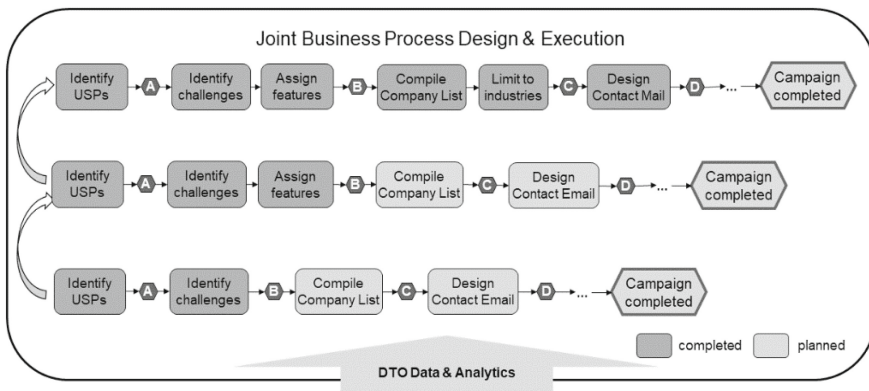 Joint Business Process Design & Execution
Identify
USPs
A
Identify
challenges
Assign
features
B
Compile
Company List
Limit to
industries
C
Design
Contact Mail
D
...
Campaign
completed
Identify
USPs
A
Identify
challenges
Assign
features
B
Compile
Company List
C
Design
Contact Email
D
...
Campaign
completed
Identify
USPs
A
Identify
challenges
B
Compile
Company List
C
Design
Contact Email
D
...
Campaign
completed
completed
planned
DTO Data & Analytics